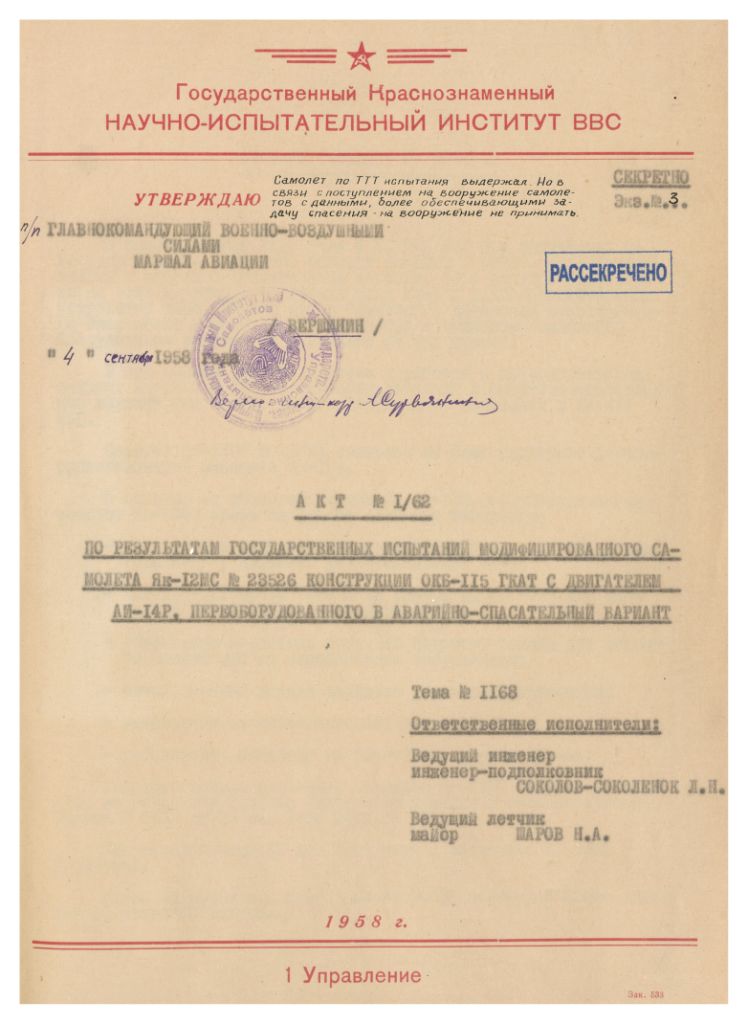 Государственный Краснознаменный
НАУЧНО-ИСПЫТАТЕЛЬНЫЙ ИНСТИТУТ ВВС
Самолет по ТТТ испытания выдержал. Но в
связи с поступлением на вооружение самоле-
тов с данными, более обеспечивающими за-
дачу спасения - на вооружение не принимать.
СЕКРЕТНО
Экз.№ 3.
УТВЕРЖДАЮ
п/п ГЛАВНОКОМАНДУЮЩИЙ ВОЕННО-ВОЗДУШНЫМИ
СИЛАМИ
МАРШАЛ АВИАЦИИ
РАССЕКРЕЧЕНО
/ ВЕРШИНИН /
" 4 " сентября 1958 года
Верно:
АКТ № I/62
ПО РЕЗУЛЬТАТАМ ГОСУДАРСТВЕННЫХ ИСПЫТАНИЙ МОДИФИЦИРОВАННОГО СА-
МОЛЕТА Як-12МС № 23526 КОНСТРУКЦИИ ОКБ-115 ГКАТ С ДВИГАТЕЛЕМ
АИ-14Р, ПЕРЕОБОРУДОВАННОГО В АВАРИЙНО-СПАСАТЕЛЬНЫЙ ВАРИАНТ
Тема № II68
Ответственные исполнители:
Ведущий инженер
инженер-подполковник
СОКОЛОВ-СОКОЛЕНОК Л.Н.
Ведущий летчик
майор ШАРОВ Н.А.
1958 г.
1 Управление
Зак. 533